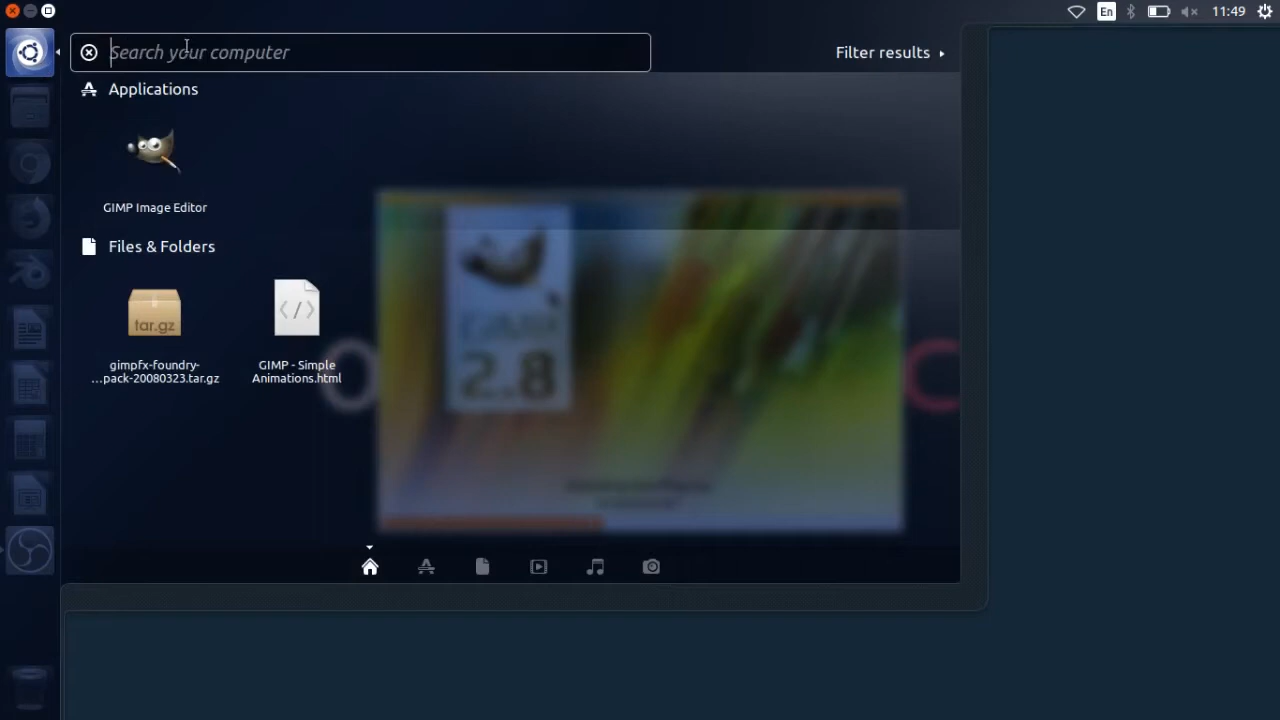 En
11:49
Search your computer
Filter results
Applications
GIMP Image Editor
Files & Folders
tar.gz
gimpfx-foundry-
...pack-20080323.tar.gz
GIMP - Simple
Animations.html
GIMP
2.8
O
C